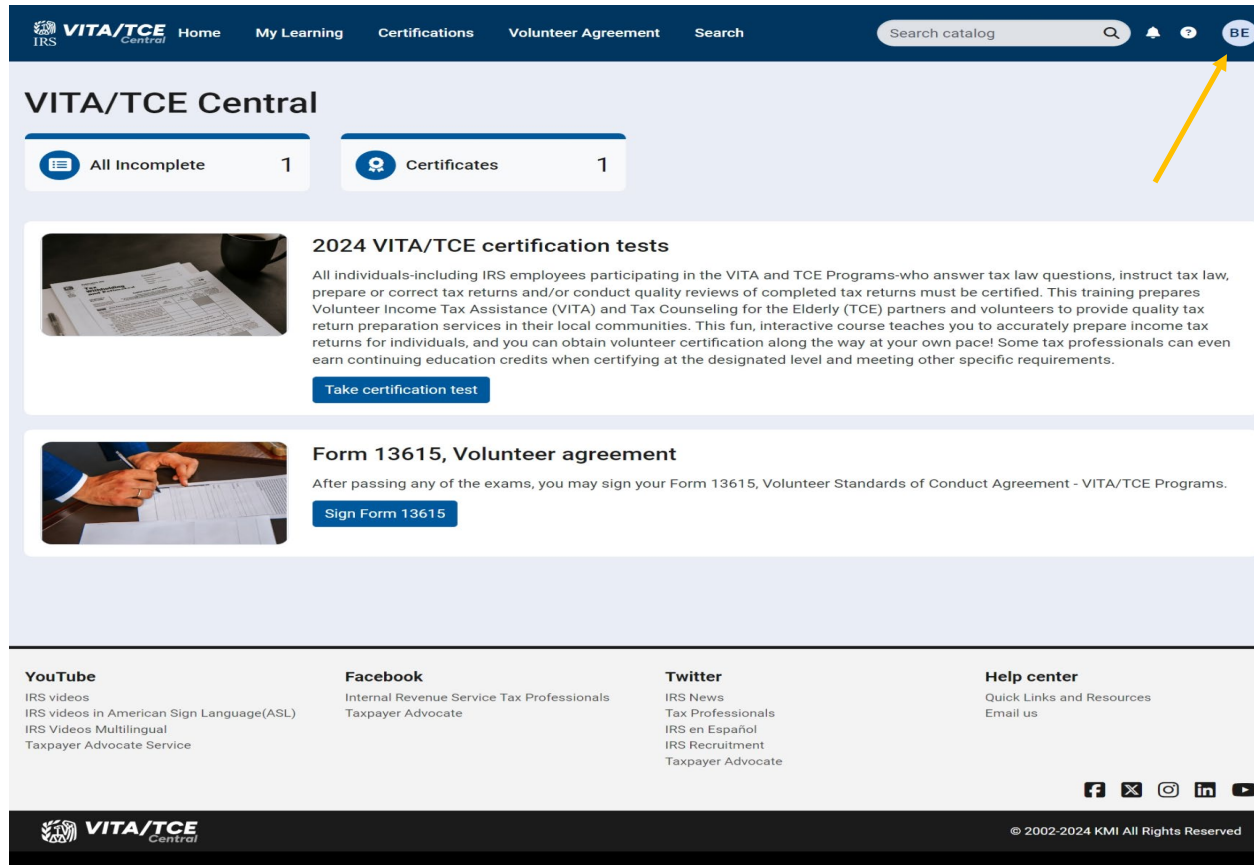 IRS VITA/TCE Central Home My Learning Certifications Volunteer Agreement Search Search catalog ? BE
VITA/TCE Central
All Incomplete 1 Certificates 1
2024 VITA/TCE certification tests
All individuals-including IRS employees participating in the VITA and TCE Programs-who answer tax law questions, instruct tax law,
prepare or correct tax returns and/or conduct quality reviews of completed tax returns must be certified. This training prepares
Volunteer Income Tax Assistance (VITA) and Tax Counseling for the Elderly (TCE) partners and volunteers to provide quality tax
return preparation services in their local communities. This fun, interactive course teaches you to accurately prepare income tax
returns for individuals, and you can obtain volunteer certification along the way at your own pace! Some tax professionals can even
earn continuing education credits when certifying at the designated level and meeting other specific requirements.
Take certification test
Form 13615, Volunteer agreement
After passing any of the exams, you may sign your Form 13615, Volunteer Standards of Conduct Agreement - VITA/TCE Programs.
Sign Form 13615
YouTube
IRS videos
IRS videos in American Sign Language(ASL)
IRS Videos Multilingual
Taxpayer Advocate Service
Facebook
Internal Revenue Service Tax Professionals
Taxpayer Advocate
Twitter
IRS News
Tax Professionals
IRS en Español
IRS Recruitment
Taxpayer Advocate
Help center
Quick Links and Resources
Email us
VITA/TCE Central
© 2002-2024 KMI All Rights Reserved